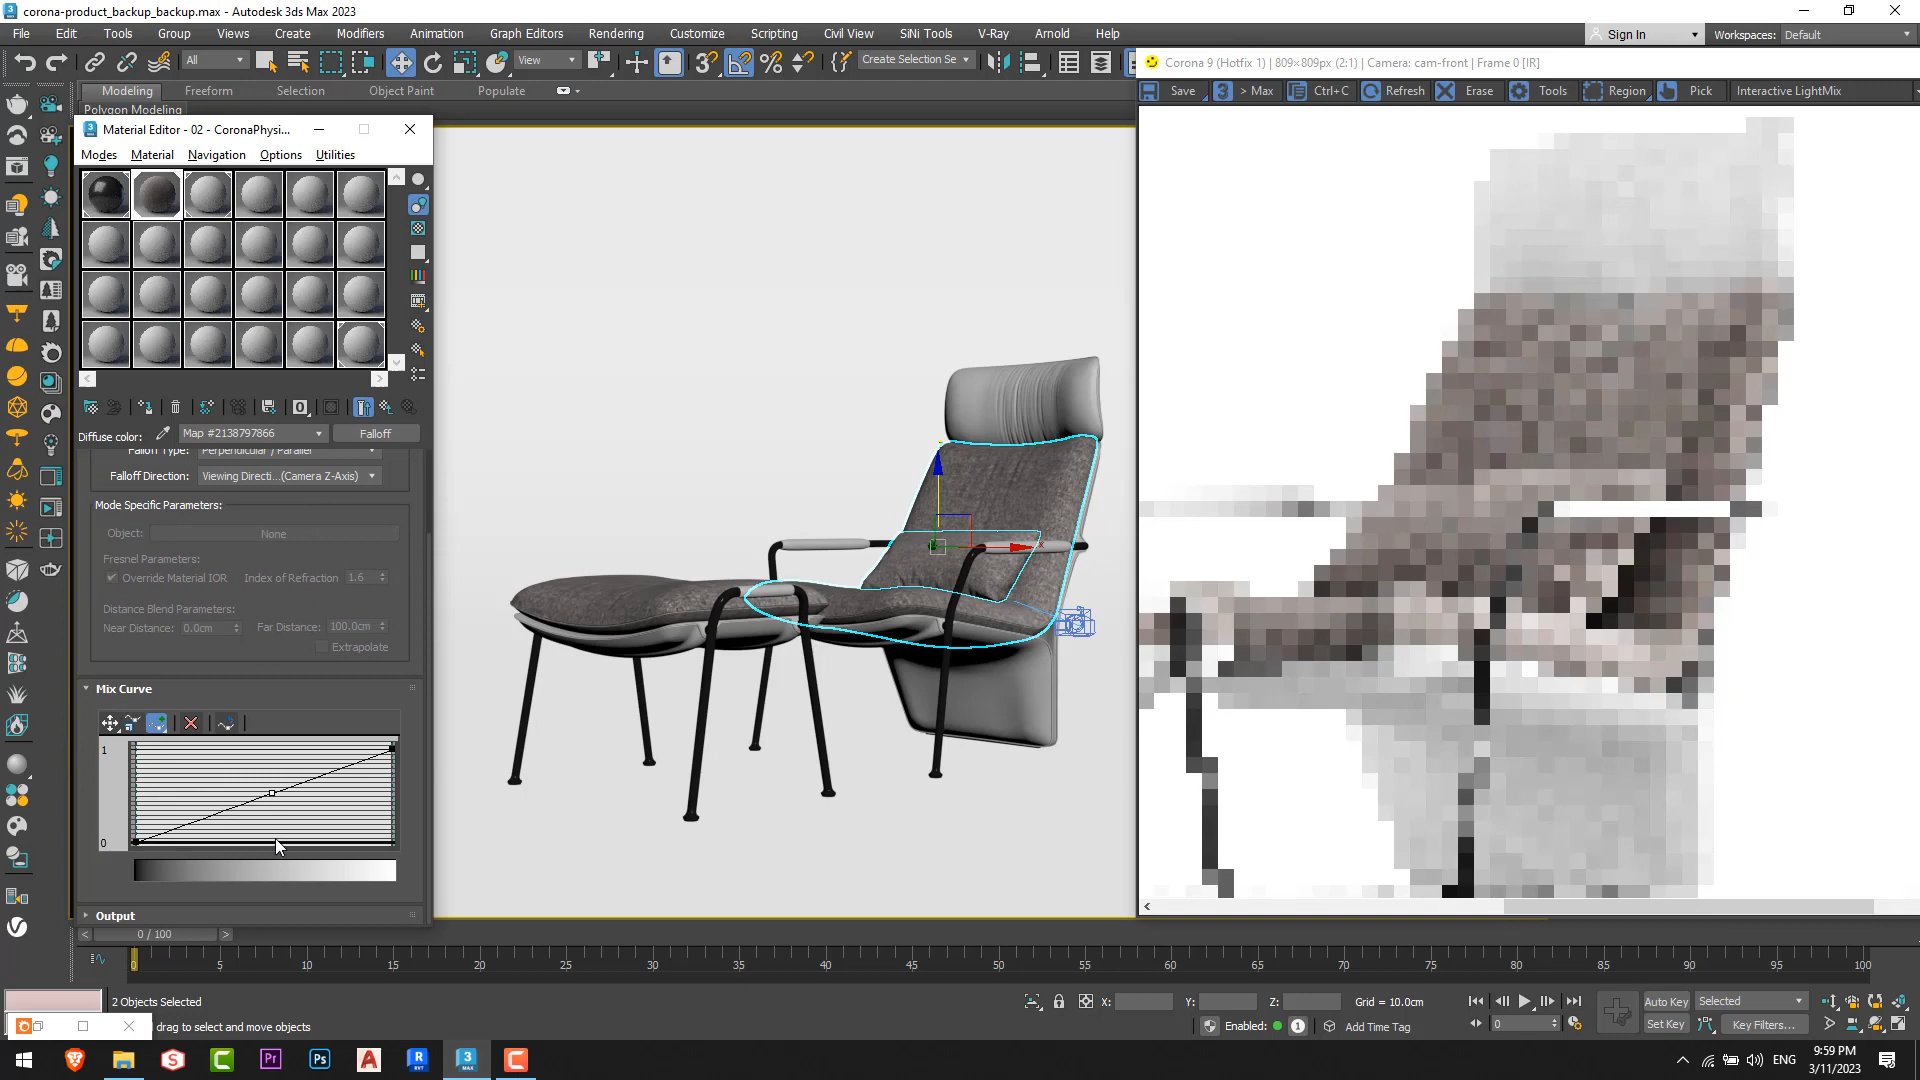 corona-product_backup_backup.max - Autodesk 3ds Max 2023
File Edit Tools Group Views Create Modifiers Animation Graph Editors Rendering Customize Scripting Civil View SiNi Tools V-Ray Arnold Help
Sign In
Workspaces: Default
All
View
Create Selection Se
Modeling Freeform Selection Object Paint Populate
Polygon Modeling
Corona 9 (Hotfix 1) | 809×809px (2:1) | Camera: cam-front | Frame 0 [IR]
Save > Max Ctrl+C Refresh Erase Tools Region Pick Interactive LightMix
Material Editor - 02 - CoronaPhysi...
Modes Material Navigation Options Utilities
Diffuse color: Map #2138797866 Falloff
Falloff Type: Perpendicular / Parallel
Falloff Direction: Viewing Directi...(Camera Z-Axis)
Mode Specific Parameters:
Object: None
Fresnel Parameters:
Override Material IOR Index of Refraction 1.6
Distance Blend Parameters:
Near Distance: 0.0cm Far Distance: 100.0cm
Extrapolate
Mix Curve
1
0
Output
x
< 0 / 100 >
0 5 10 15 20 25 30 35 40 45 50 55 60 65 70 75 80 85 90 95 100
2 Objects Selected
drag to select and move objects
X: Y: Z: Grid = 10.0cm
Enabled: 1 Add Time Tag
Auto Key Selected
0 Set Key Key Filters...
ENG
9:59 PM
3/11/2023